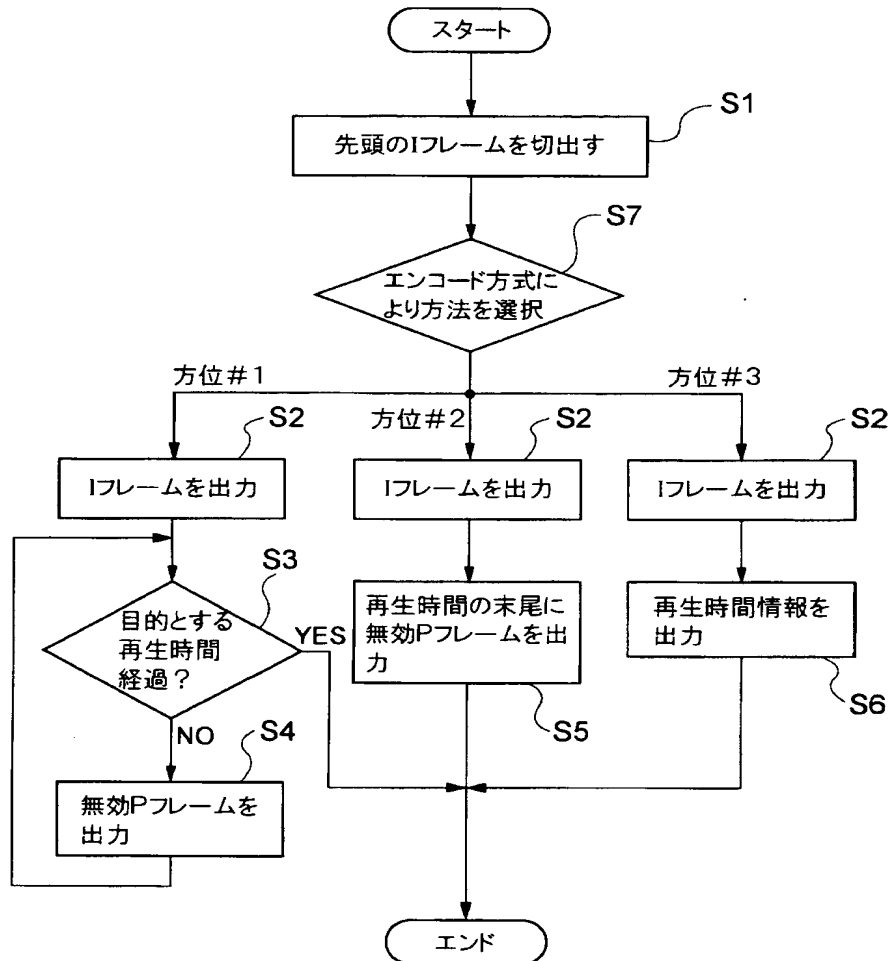 スタート
S1
先頭のIフレームを切出す
S7
エンコード方式に
より方法を選択
方位#1
方位#2
方位#3
S2
S2
S2
Iフレームを出力
Iフレームを出力
Iフレームを出力
S3
目的とする
再生時間
経過?
YES
NO
再生時間の末尾に
無効Pフレームを出
力
S5
再生時間情報を
出力
S6
S4
無効Pフレームを
出力
エンド